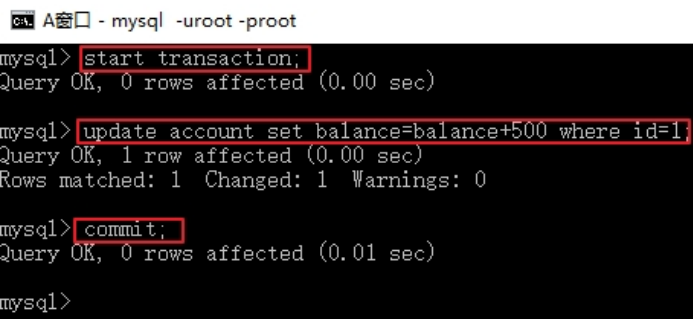 A窗口 - mysql -uroot -proot
mysql> start transaction;
Query OK, 0 rows affected (0.00 sec)
mysql> update account set balance=balance+500 where id=1;
Query OK, 1 row affected (0.00 sec)
Rows matched: 1  Changed: 1  Warnings: 0
mysql> commit;
Query OK, 0 rows affected (0.01 sec)
mysql>